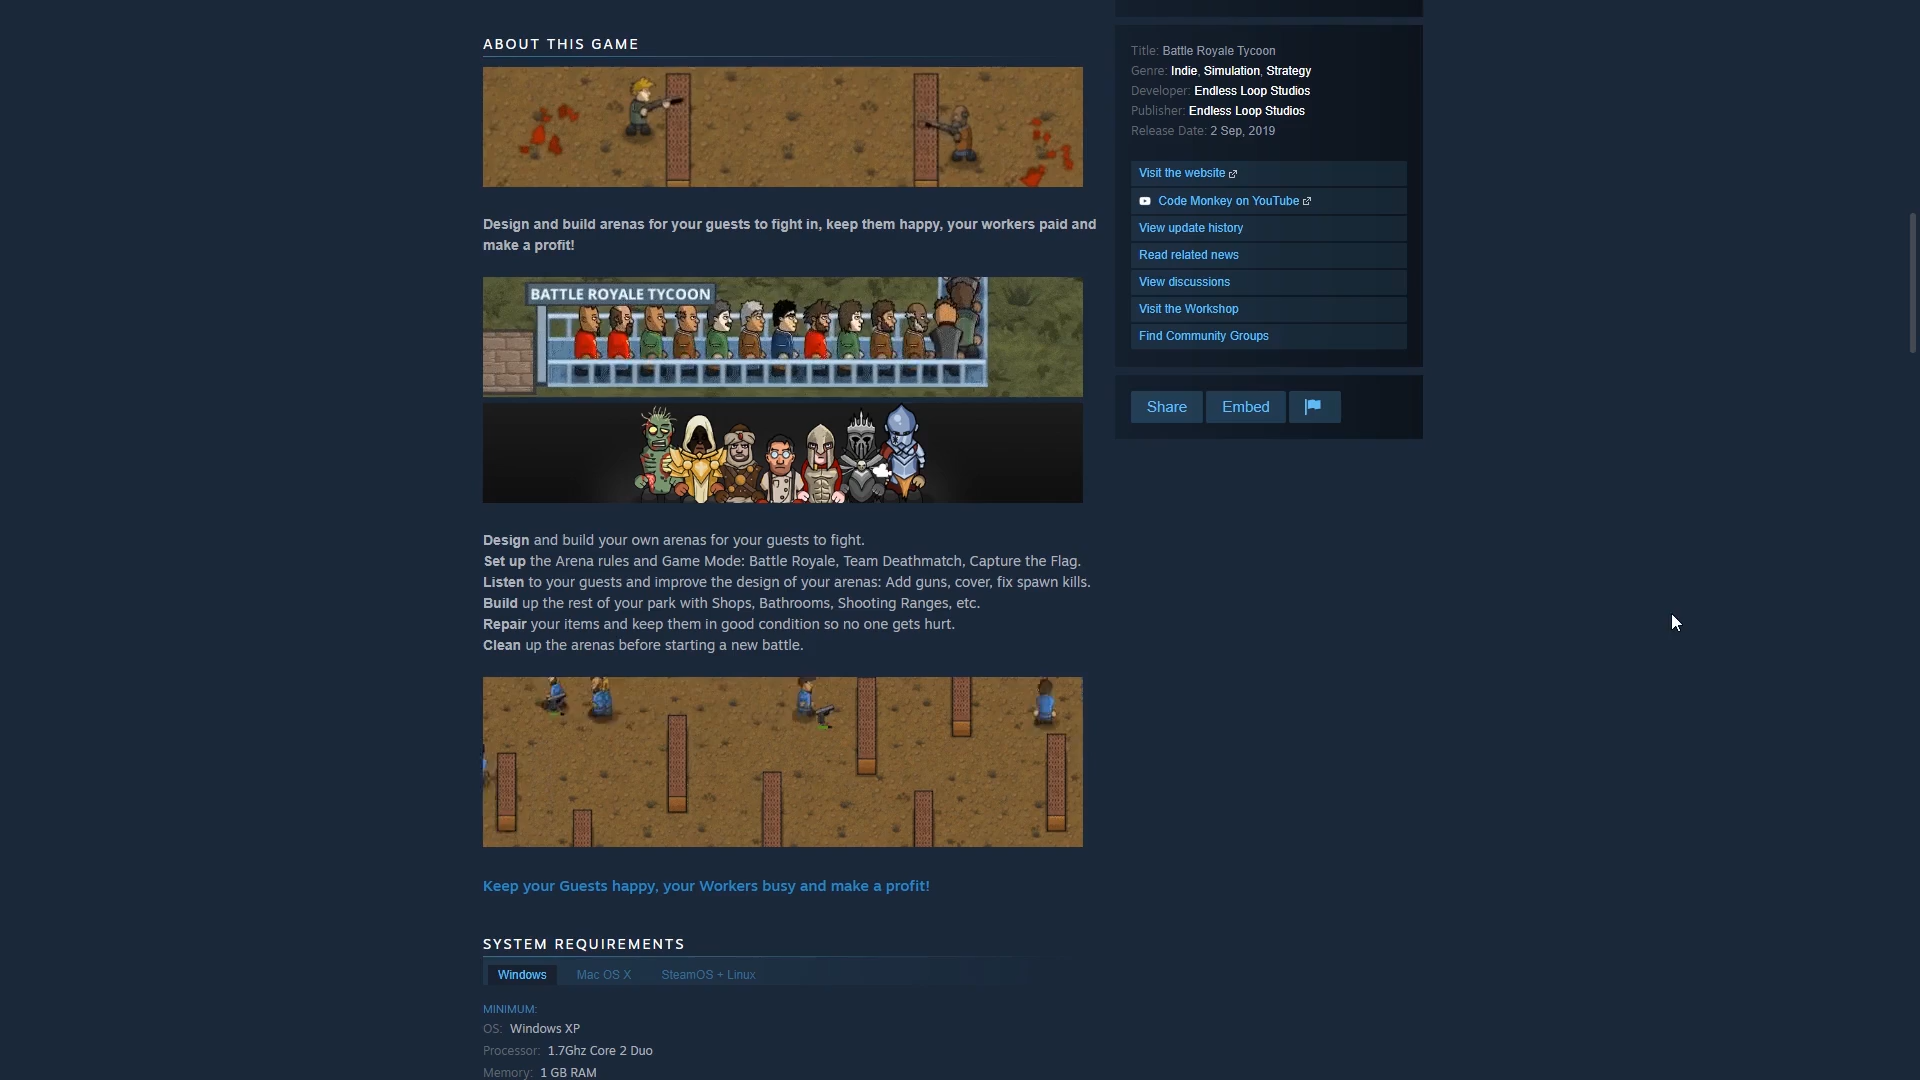 ABOUT THIS GAME
Design and build arenas for your guests to fight in, keep them happy, your workers paid and
make a profit!
BATTLE ROYALE TYCOON
Design and build your own arenas for your guests to fight.
Set up the Arena rules and Game Mode: Battle Royale, Team Deathmatch, Capture the Flag.
Listen to your guests and improve the design of your arenas: Add guns, cover, fix spawn kills.
Build up the rest of your park with Shops, Bathrooms, Shooting Ranges, etc.
Repair your items and keep them in good condition so no one gets hurt.
Clean up the arenas before starting a new battle.
Keep your Guests happy, your Workers busy and make a profit!
SYSTEM REQUIREMENTS
Windows Mac OS X SteamOS + Linux
MINIMUM:
OS: Windows XP
Processor: 1.7Ghz Core 2 Duo
Memory: 1 GB RAM
Title: Battle Royale Tycoon
Genre: Indie, Simulation, Strategy
Developer: Endless Loop Studios
Publisher: Endless Loop Studios
Release Date: 2 Sep, 2019
Visit the website
Code Monkey on YouTube
View update history
Read related news
View discussions
Visit the Workshop
Find Community Groups
Share Embed